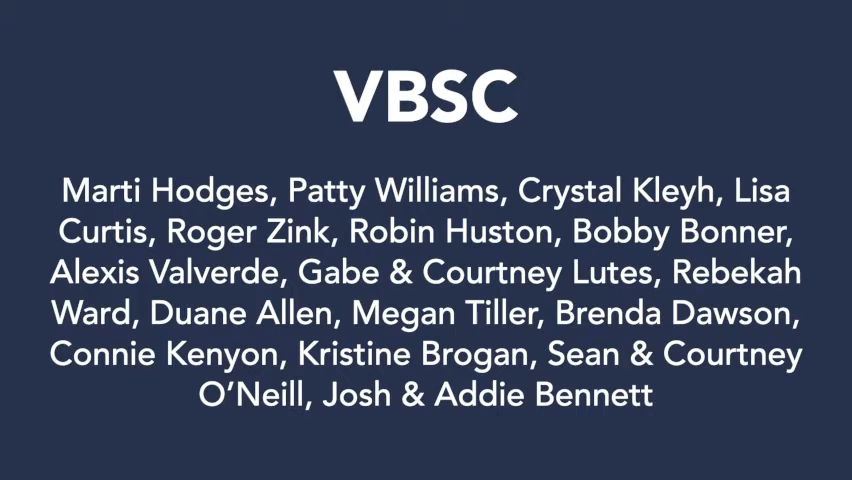 VBSC
Marti Hodges, Patty Williams, Crystal Kleyh, Lisa
Curtis, Roger Zink, Robin Huston, Bobby Bonner,
Alexis Valverde, Gabe & Courtney Lutes, Rebekah
Ward, Duane Allen, Megan Tiller, Brenda Dawson,
Connie Kenyon, Kristine Brogan, Sean & Courtney
O’Neill, Josh & Addie Bennett